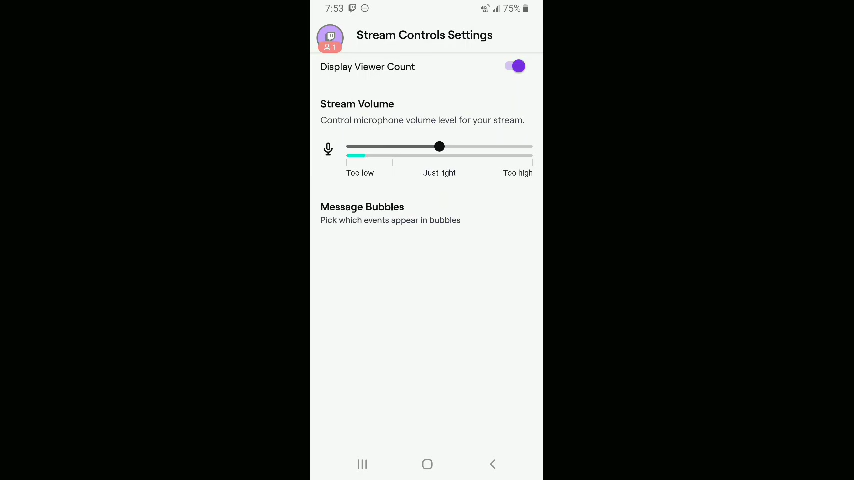 7:53 75%
Stream Controls Settings
1
Display Viewer Count
Stream Volume
Control microphone volume level for your stream.
Too low Just right Too high
Message Bubbles
Pick which events appear in bubbles